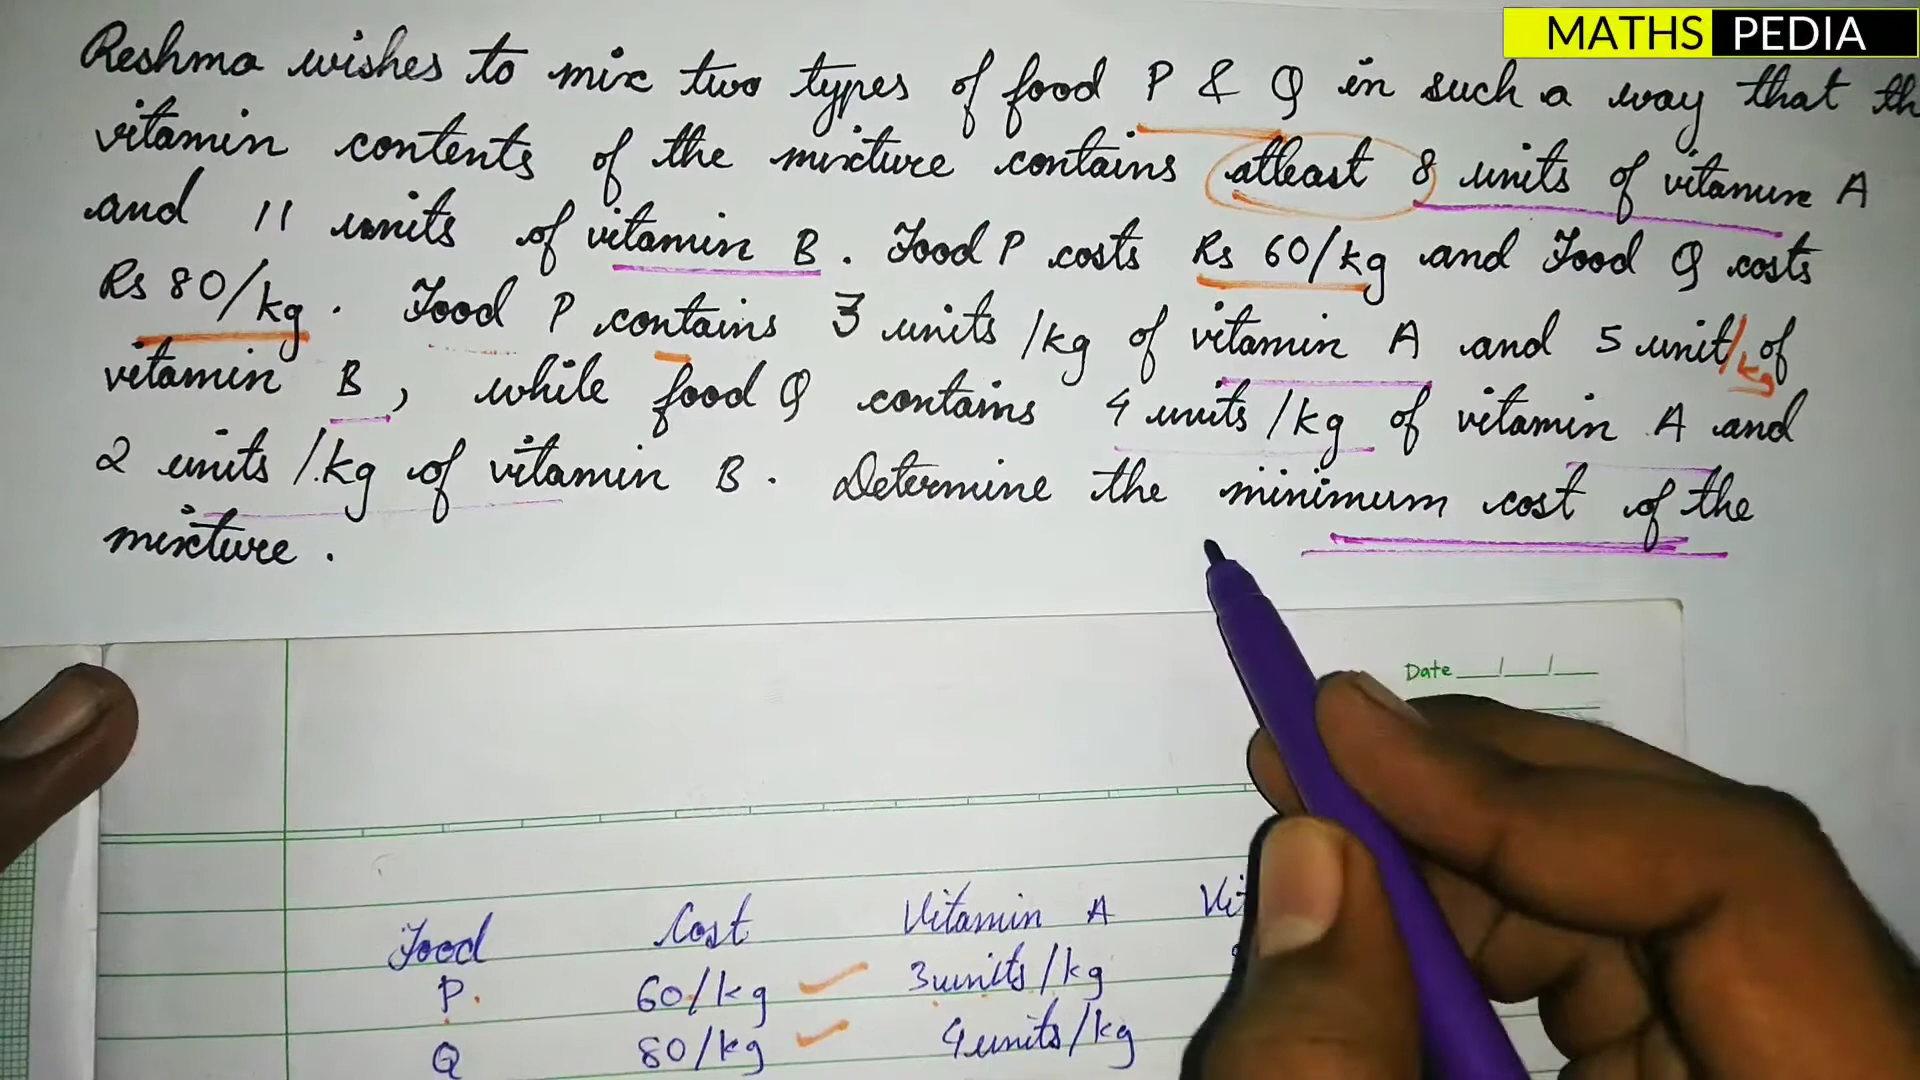 MATHS PEDIA
Reshma wishes to mix two types of food P & Q in such a way that
vitamin contents of the mixture contains atleast 8 units of vitamin A
and 11 units of vitamin B. Food P costs Rs 60/kg and Food Q costs
Rs 80/kg. Food P contains 3 units /kg of vitamin A and 5 unit/kg of
vitamin B, while food Q contains 4 units /kg of vitamin A and
2 units /kg of vitamin B. Determine the minimum cost of the
mixture.
Date
Food Cost Vitamin A
P 60/kg 3 units/kg
Q 80/kg 4 units/kg